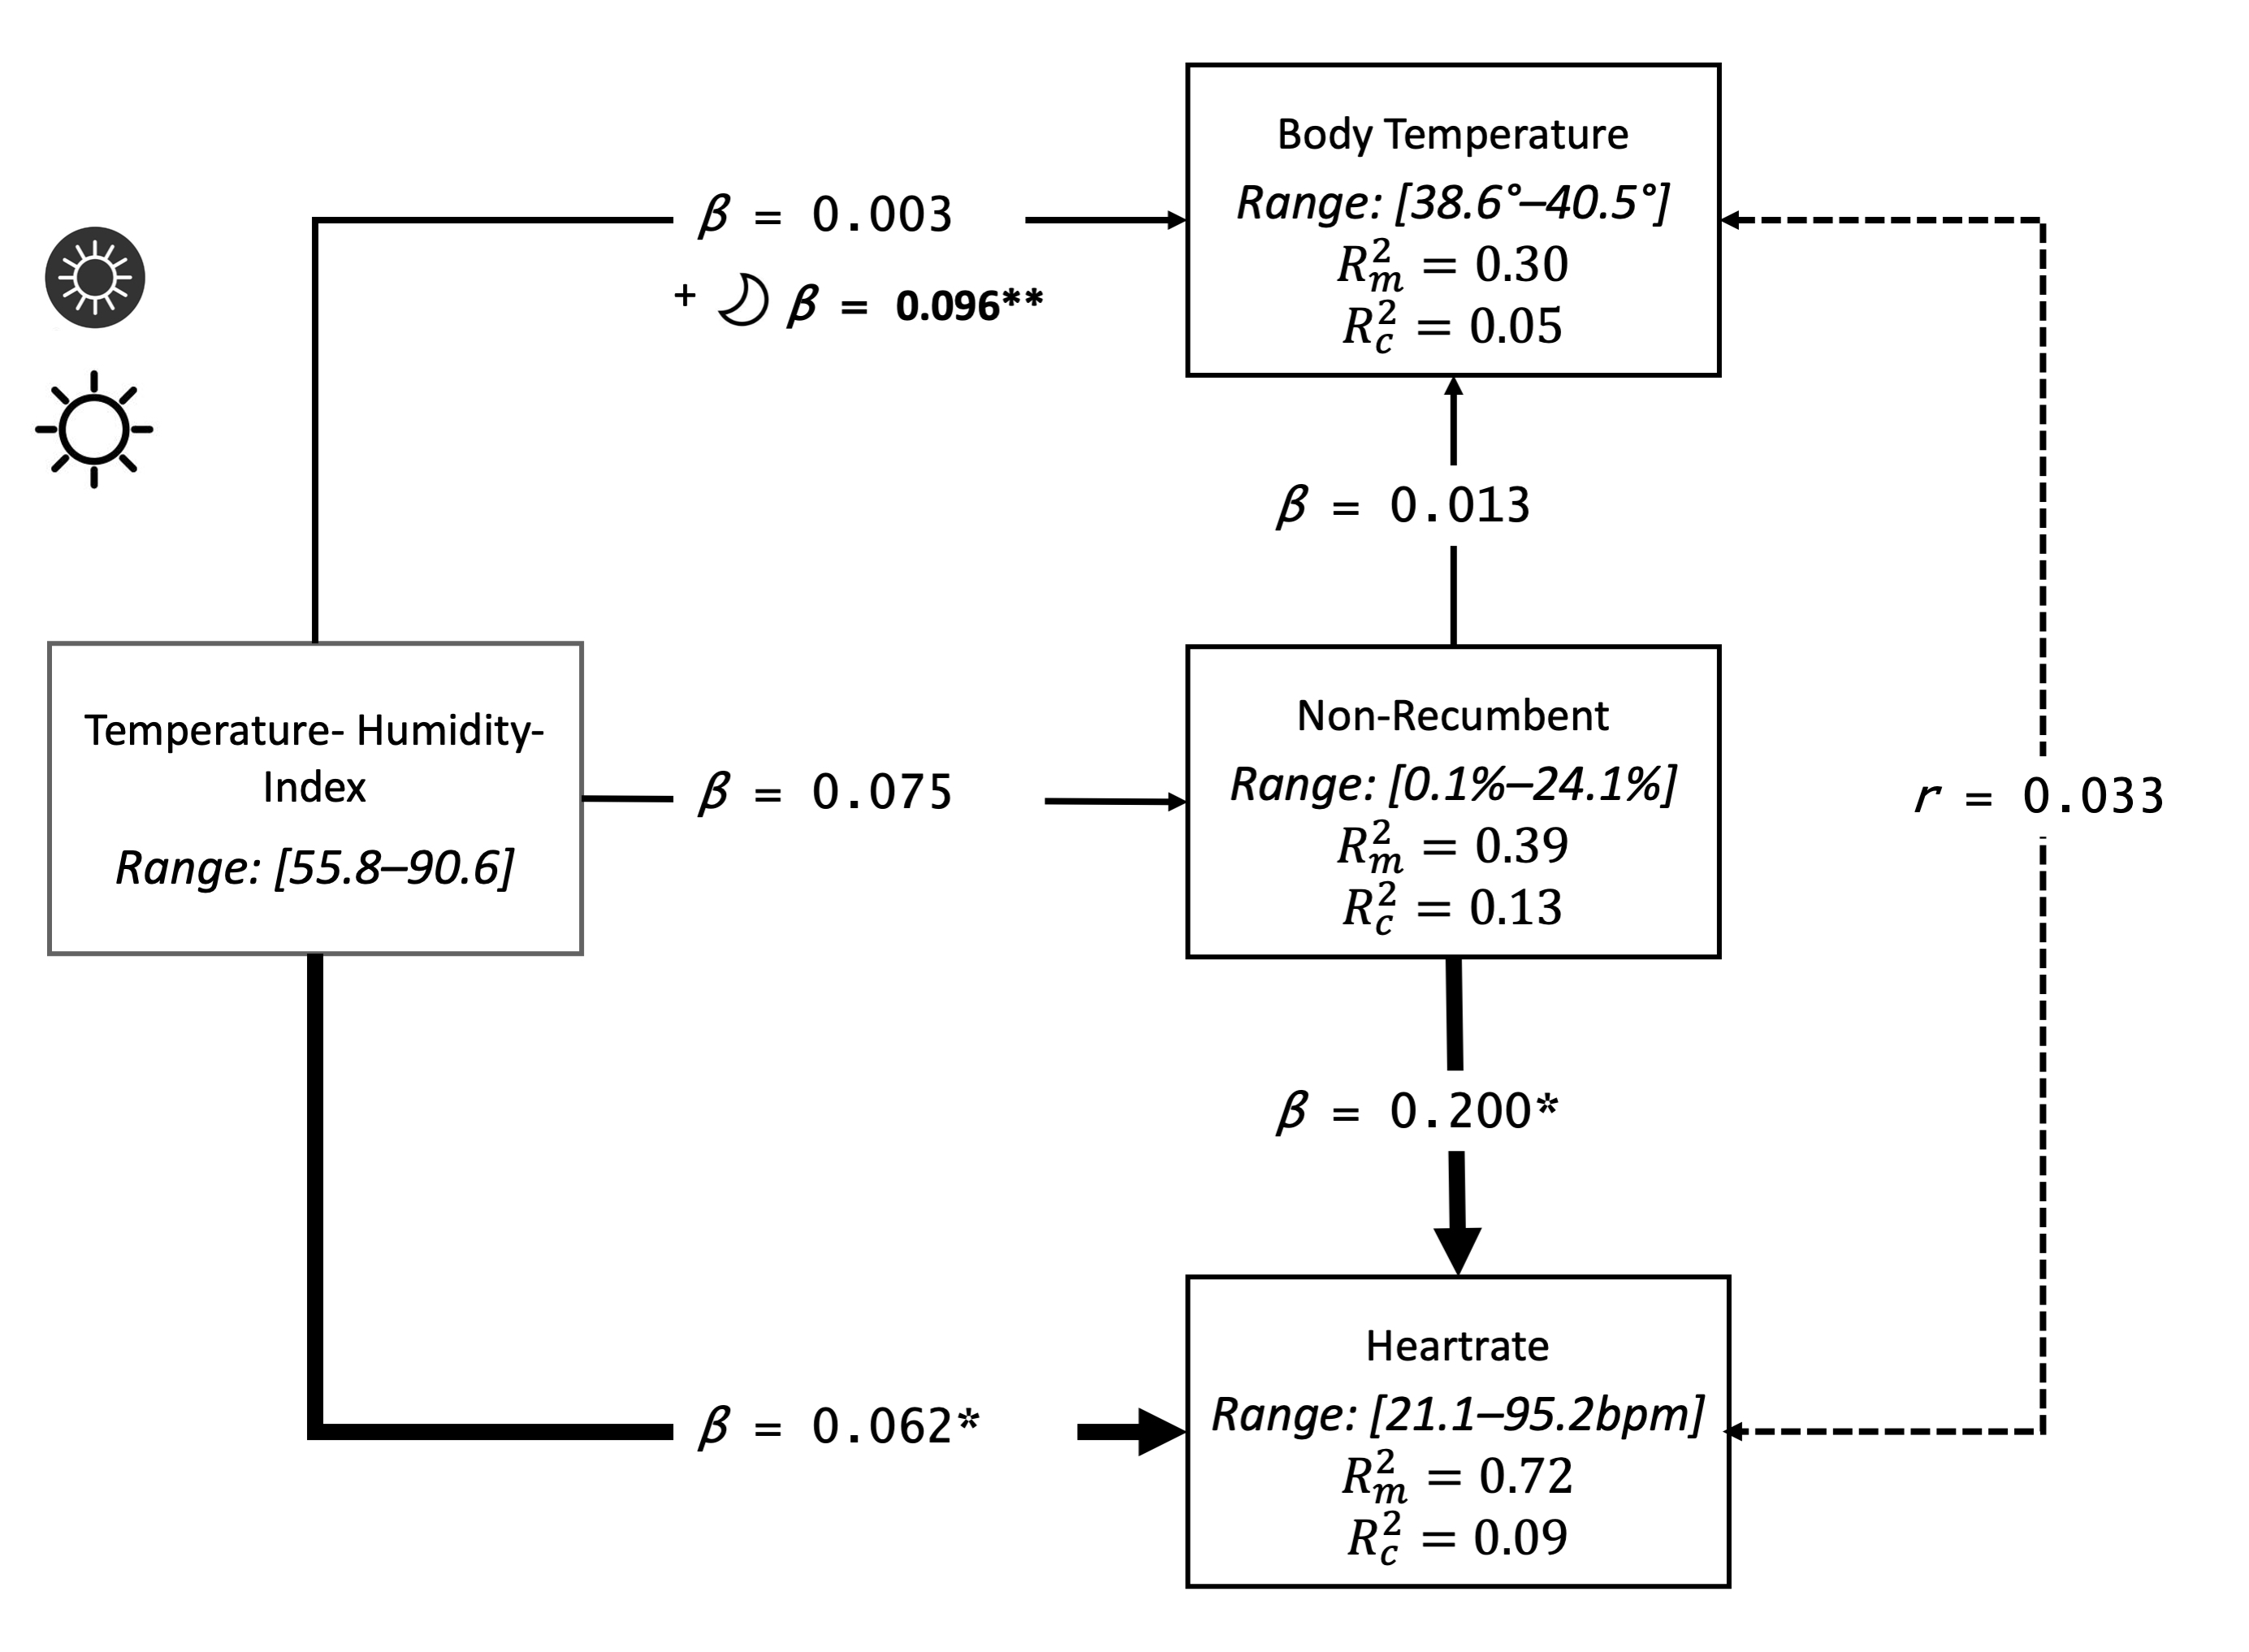 β = 0.003
+ β = 0.096**
Body Temperature
Range: [38.6°–40.5°]
R²m = 0.30
R²c = 0.05
β = 0.013
Temperature- Humidity-
Index
Range: [55.8–90.6]
β = 0.075
Non-Recumbent
Range: [0.1%–24.1%]
R²m = 0.39
R²c = 0.13
r = 0.033
β = 0.200*
β = 0.062*
Heartrate
Range: [21.1–95.2bpm]
R²m = 0.72
R²c = 0.09